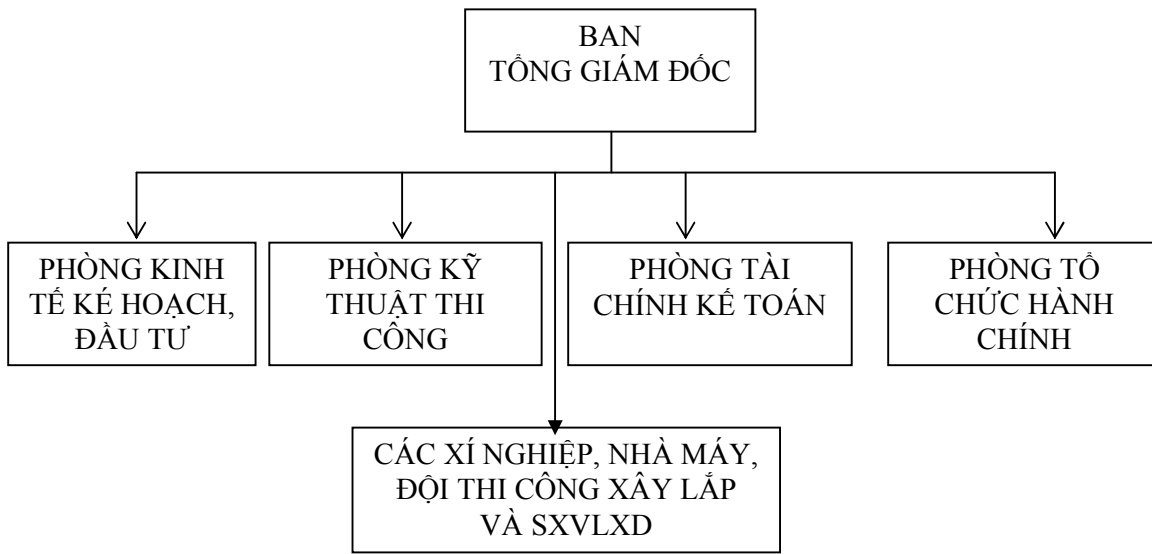 BAN
TỔNG GIÁM ĐỐC
PHÒNG KINH
TẾ KÉ HOẠCH,
ĐẦU TƯ
PHÒNG KỸ
THUẬT THI
CÔNG
PHÒNG TÀI
CHÍNH KẾ TOÁN
PHÒNG TỔ
CHỨC HÀNH
CHÍNH
CÁC XÍ NGHIỆP, NHÀ MÁY,
ĐỘI THI CÔNG XÂY LẮP
VÀ SXVLXD